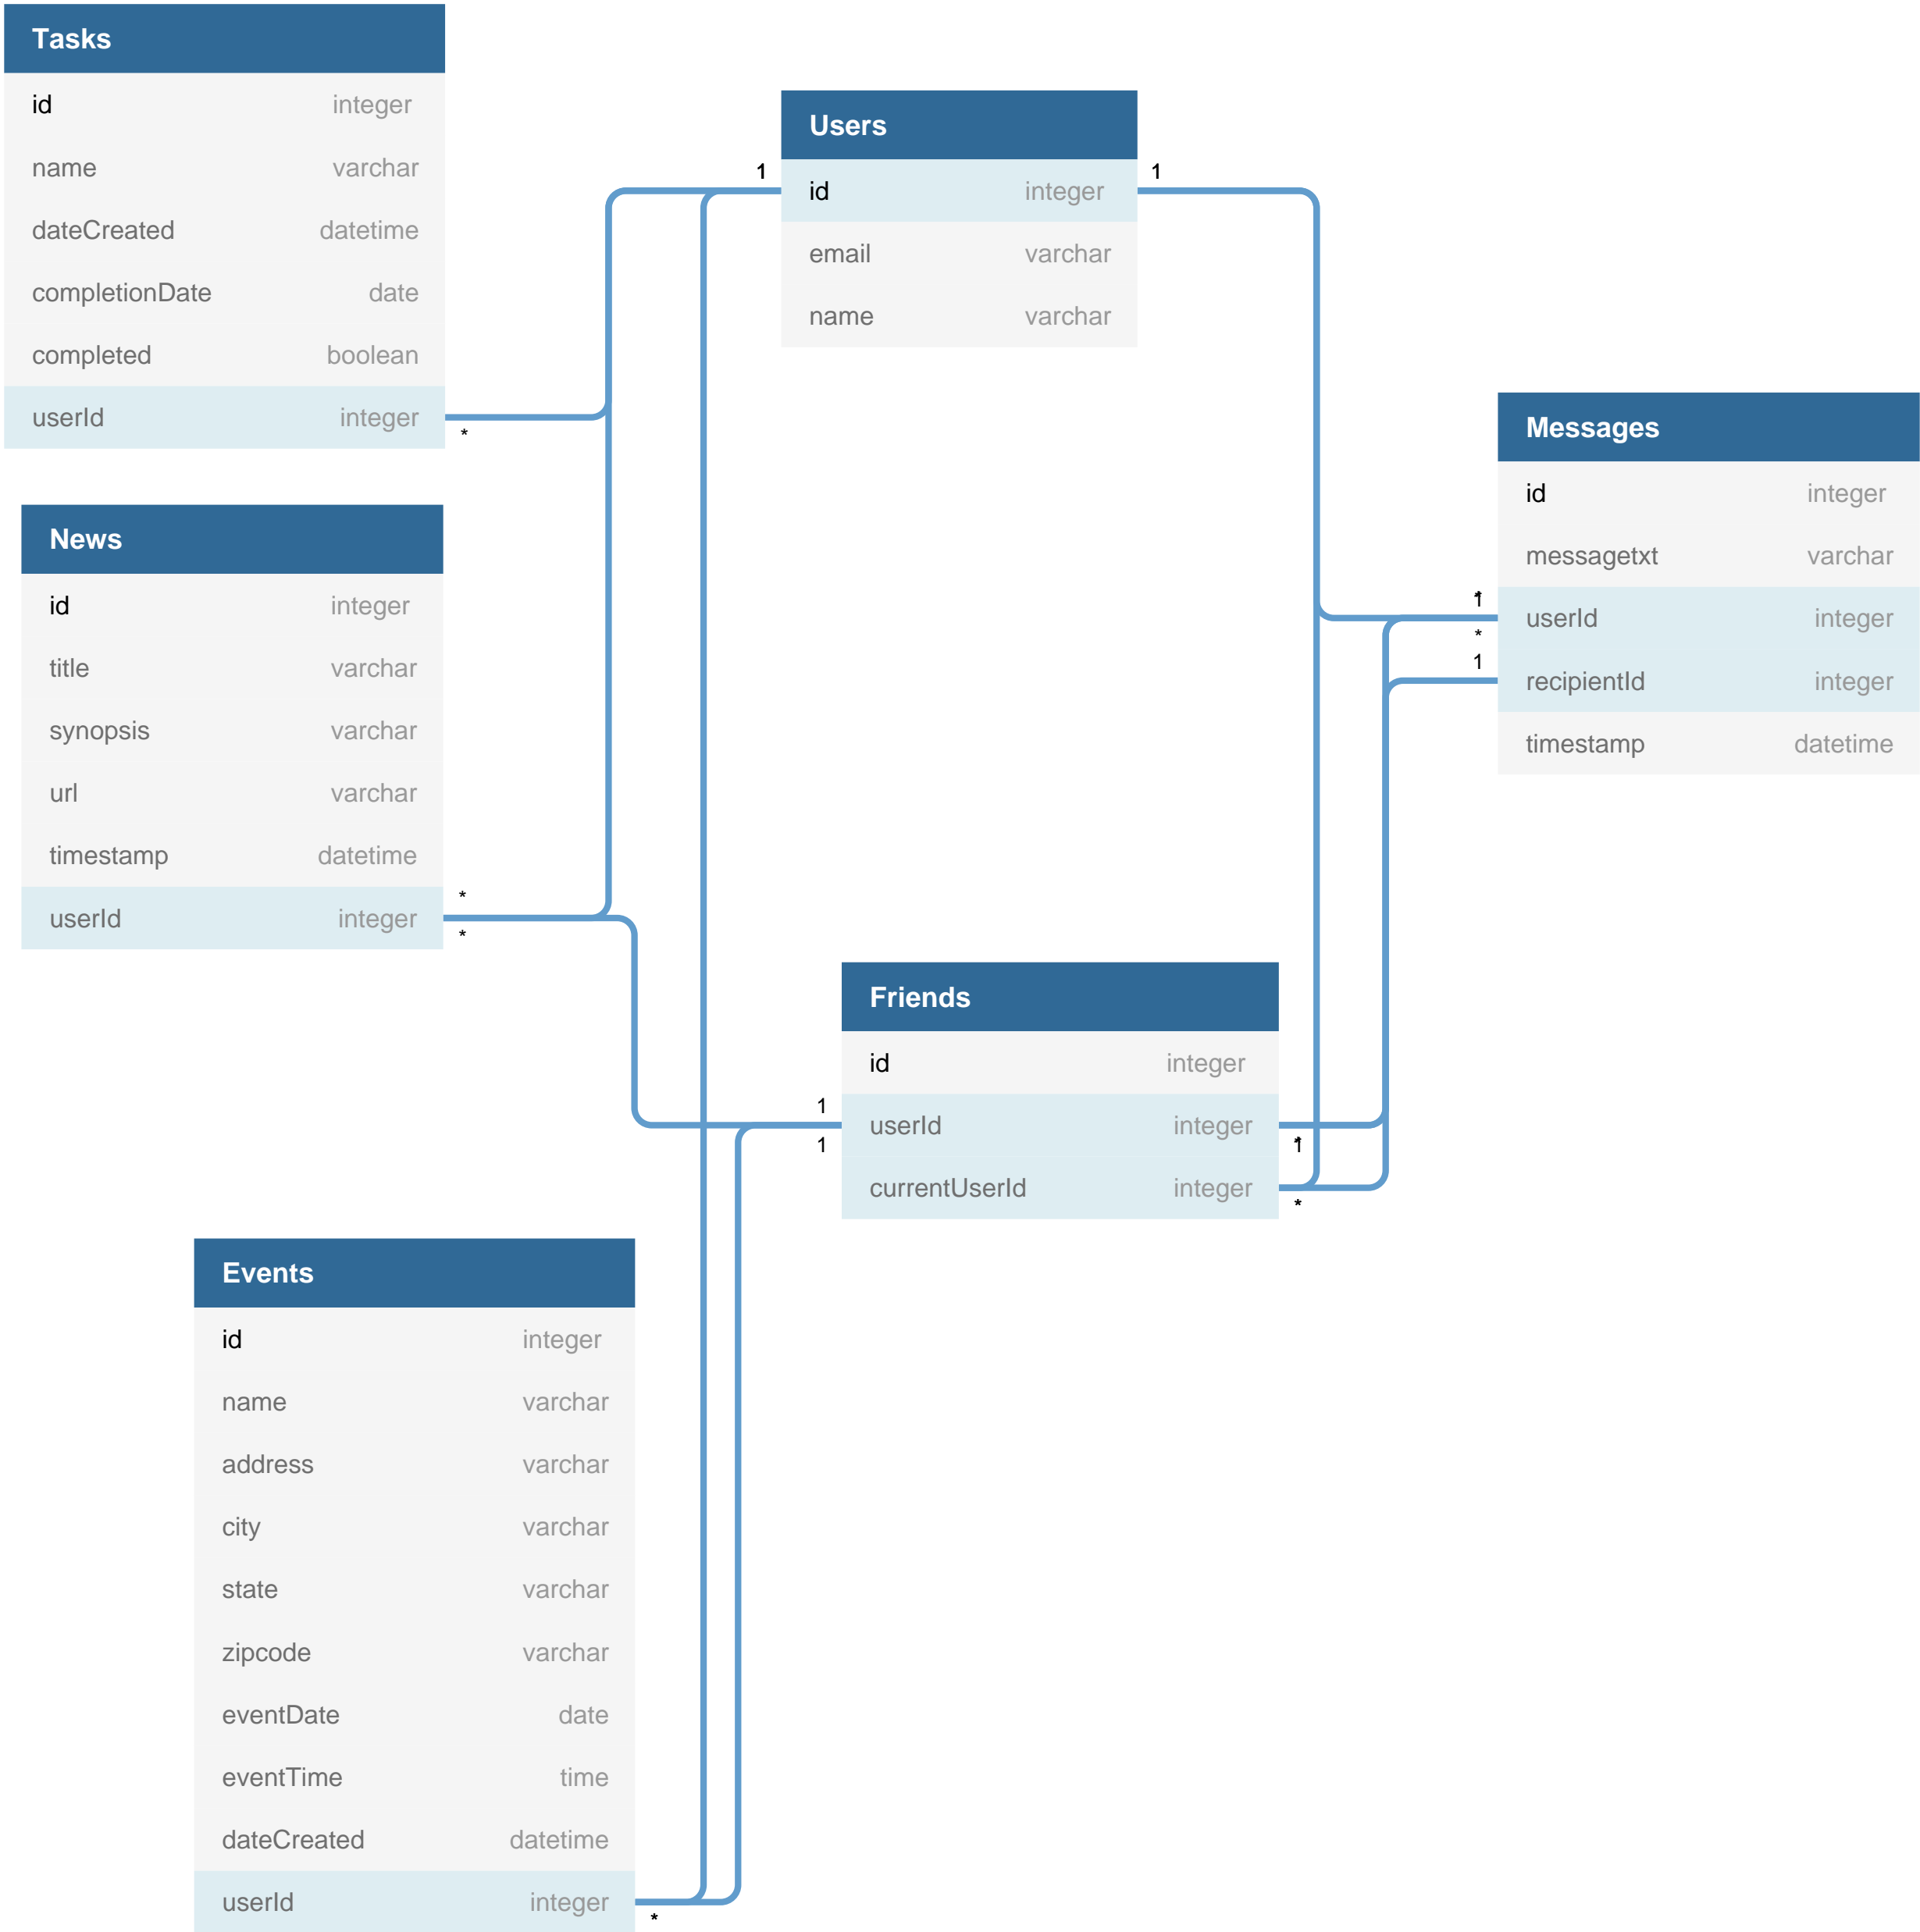 Tasks
id integer
name varchar
dateCreated datetime
completionDate date
completed boolean
userId integer
*
Users
1 1
id integer
email varchar
name varchar
Messages
id integer
messagetxt varchar
userId integer
*
recipientId integer
1
timestamp datetime
News
id integer
title varchar
synopsis varchar
url varchar
timestamp datetime
*
userId integer
*
Friends
id integer
1
userId integer
1
currentUserId integer
*
Events
id integer
name varchar
address varchar
city varchar
state varchar
zipcode varchar
eventDate date
eventTime time
dateCreated datetime
userId integer
*